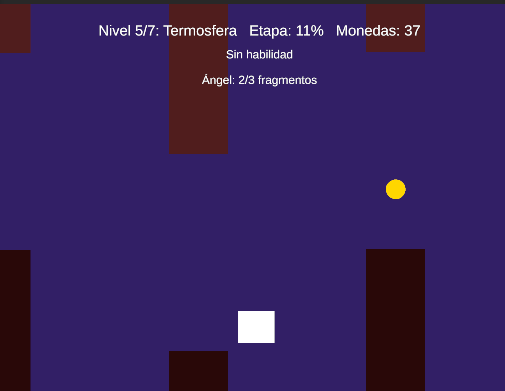 Nivel 5/7: Termosfera   Etapa: 11%   Monedas: 37
Sin habilidad
Ángel: 2/3 fragmentos